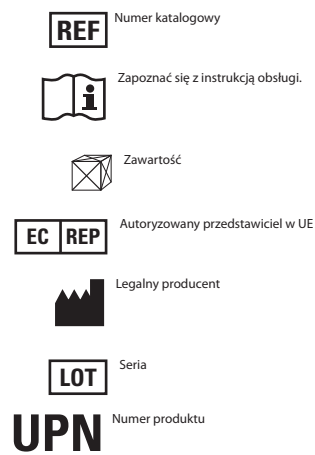 REF Numer katalogowy
Zapoznać się z instrukcją obsługi.
Zawartość
EC REP Autoryzowany przedstawiciel w UE
Legalny producent
LOT Seria
UPN Numer produktu